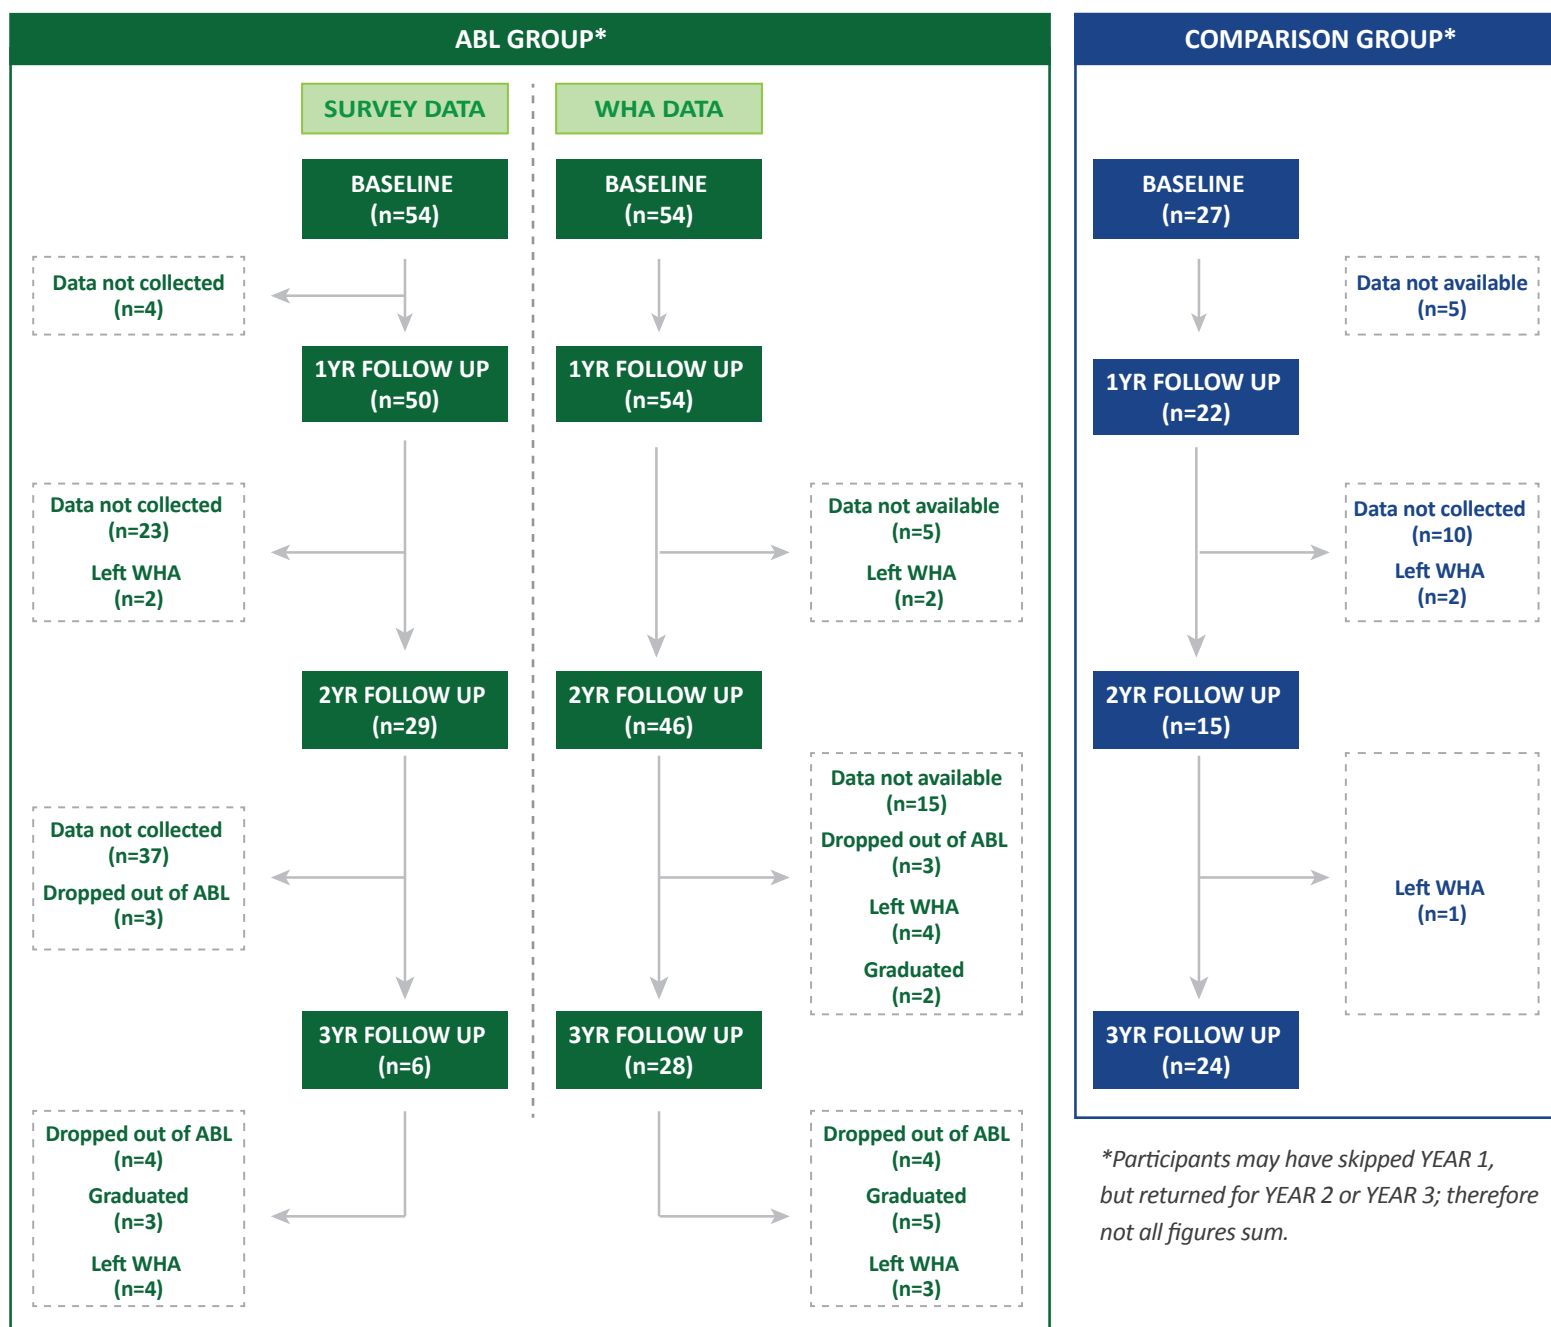 ABL GROUP*
SURVEY DATA
WHA DATA
BASELINE
(n=54)
BASELINE
(n=54)
Data not collected
(n=4)
1YR FOLLOW UP
(n=50)
1YR FOLLOW UP
(n=54)
Data not collected
(n=23)
Left WHA
(n=2)
Data not available
(n=5)
Left WHA
(n=2)
2YR FOLLOW UP
(n=29)
2YR FOLLOW UP
(n=46)
Data not collected
(n=37)
Dropped out of ABL
(n=3)
Data not available
(n=15)
Dropped out of ABL
(n=3)
Left WHA
(n=4)
Graduated
(n=2)
3YR FOLLOW UP
(n=6)
3YR FOLLOW UP
(n=28)
Dropped out of ABL
(n=4)
Graduated
(n=3)
Left WHA
(n=4)
Dropped out of ABL
(n=4)
Graduated
(n=5)
Left WHA
(n=3)
COMPARISON GROUP*
BASELINE
(n=27)
Data not available
(n=5)
1YR FOLLOW UP
(n=22)
Data not collected
(n=10)
Left WHA
(n=2)
2YR FOLLOW UP
(n=15)
Left WHA
(n=1)
3YR FOLLOW UP
(n=24)
*Participants may have skipped YEAR 1,
but returned for YEAR 2 or YEAR 3; therefore
not all figures sum.